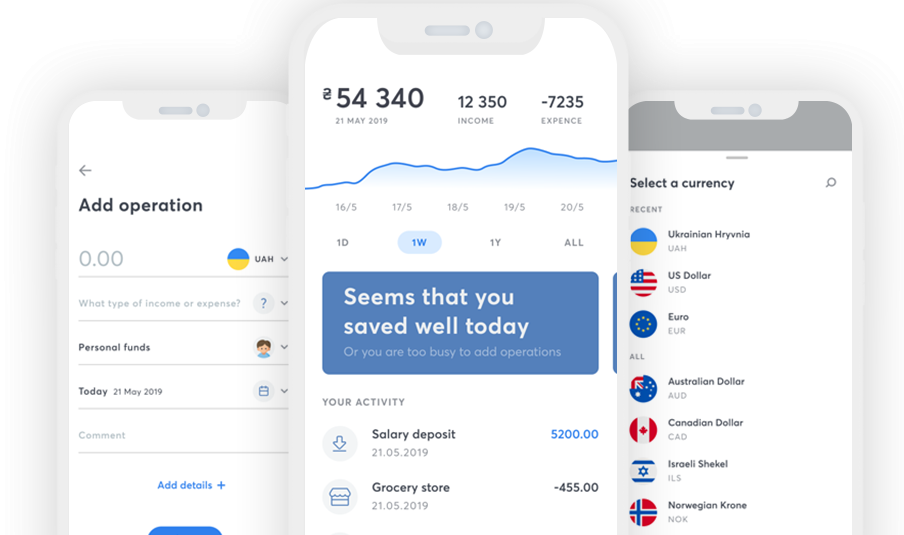 Add operation
0.00
UAH
What type of income or expense?
?
Personal funds
Today 21 May 2019
Comment
Add details +
₴54 340
21 MAY 2019
12 350
INCOME
-7235
EXPENCE
16/5 17/5 18/5 19/5 20/5
1D 1W 1Y ALL
Seems that you
saved well today
Or you are too busy to add operations
YOUR ACTIVITY
Salary deposit 5200.00
21.05.2019
Grocery store -455.00
21.05.2019
Select a currency
RECENT
Ukrainian Hryvnia
UAH
US Dollar
USD
Euro
EUR
ALL
Australian Dollar
AUD
Canadian Dollar
CAD
Israeli Shekel
ILS
Norwegian Krone
NOK